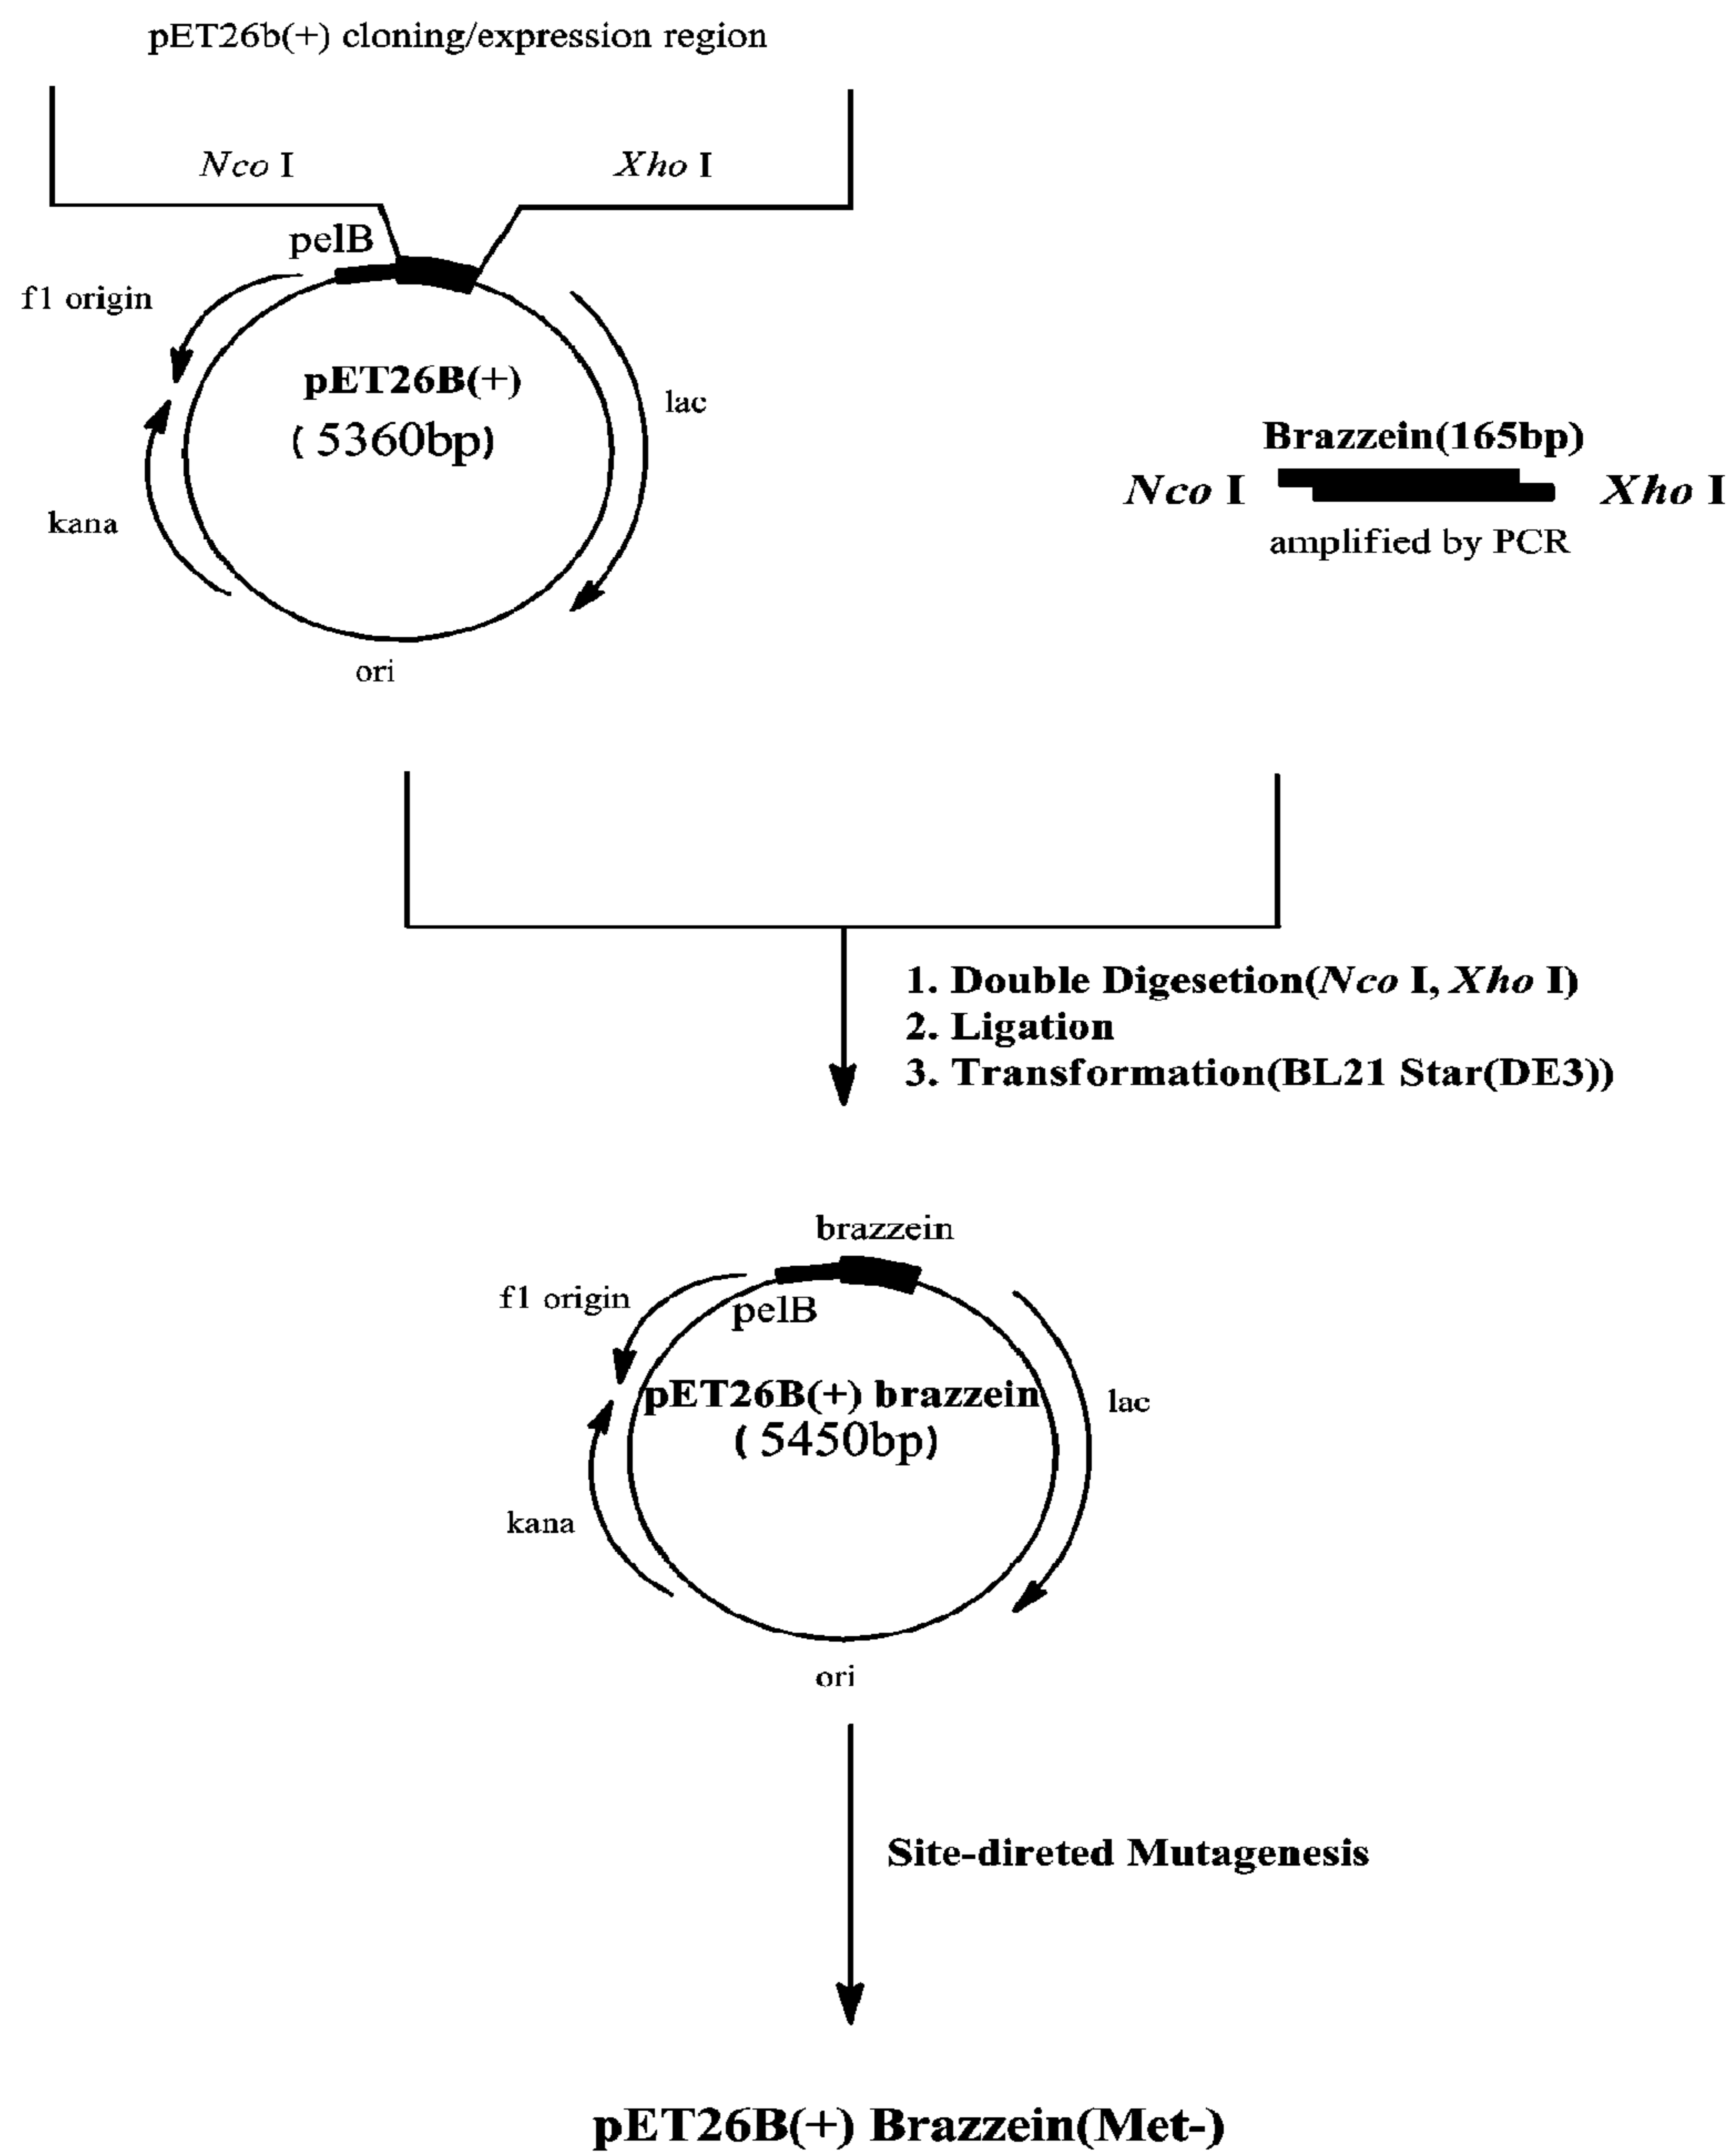 pET26b(+) cloning/expression region
Nco I
Xho I
pelB
f1 origin
pET26B(+)
(5360bp)
lac
kana
ori
Brazzein(165bp)
Nco I
Xho I
amplified by PCR
1. Double Digesetion(Nco I, Xho I)
2. Ligation
3. Transformation(BL21 Star(DE3))
brazzein
f1 origin
pelB
pET26B(+) brazzein
(5450bp)
lac
kana
ori
Site-direted Mutagenesis
pET26B(+) Brazzein(Met-)